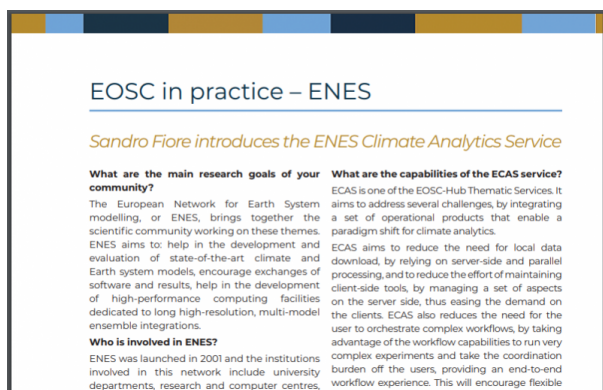 EOSC in practice – ENES
Sandro Fiore introduces the ENES Climate Analytics Service
What are the main research goals of your
community?
The European Network for Earth System
modelling, or ENES, brings together the
scientific community working on these themes.
ENES aims to: help in the development and
evaluation of state-of-the-art climate and
Earth system models, encourage exchanges of
software and results, help in the development
of high-performance computing facilities
dedicated to long high-resolution, multi-model
ensemble integrations.
Who is involved in ENES?
ENES was launched in 2001 and the institutions
involved in this network include university
departments, research and computer centres,
What are the capabilities of the ECAS service?
ECAS is one of the EOSC-Hub Thematic Services. It
aims to address several challenges, by integrating
a set of operational products that enable a
paradigm shift for climate analytics.
ECAS aims to reduce the need for local data
download, by relying on server-side and parallel
processing, and to reduce the effort of maintaining
client-side tools, by managing a set of aspects
on the server side, thus easing the demand on
the clients. ECAS also reduces the need for the
user to orchestrate complex workflows, by taking
advantage of the workflow capabilities to run very
complex experiments and take the coordination
burden off the users, providing an end-to-end
workflow experience. This will encourage flexible